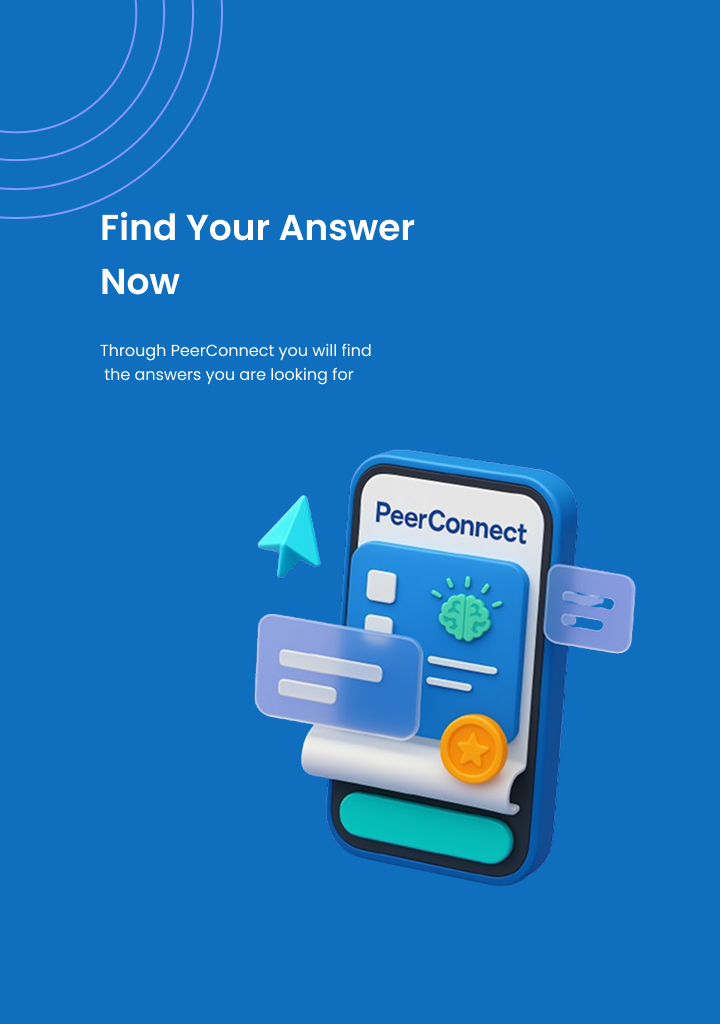 Find Your Answer
Now
Through PeerConnect you will find
the answers you are looking for
PeerConnect